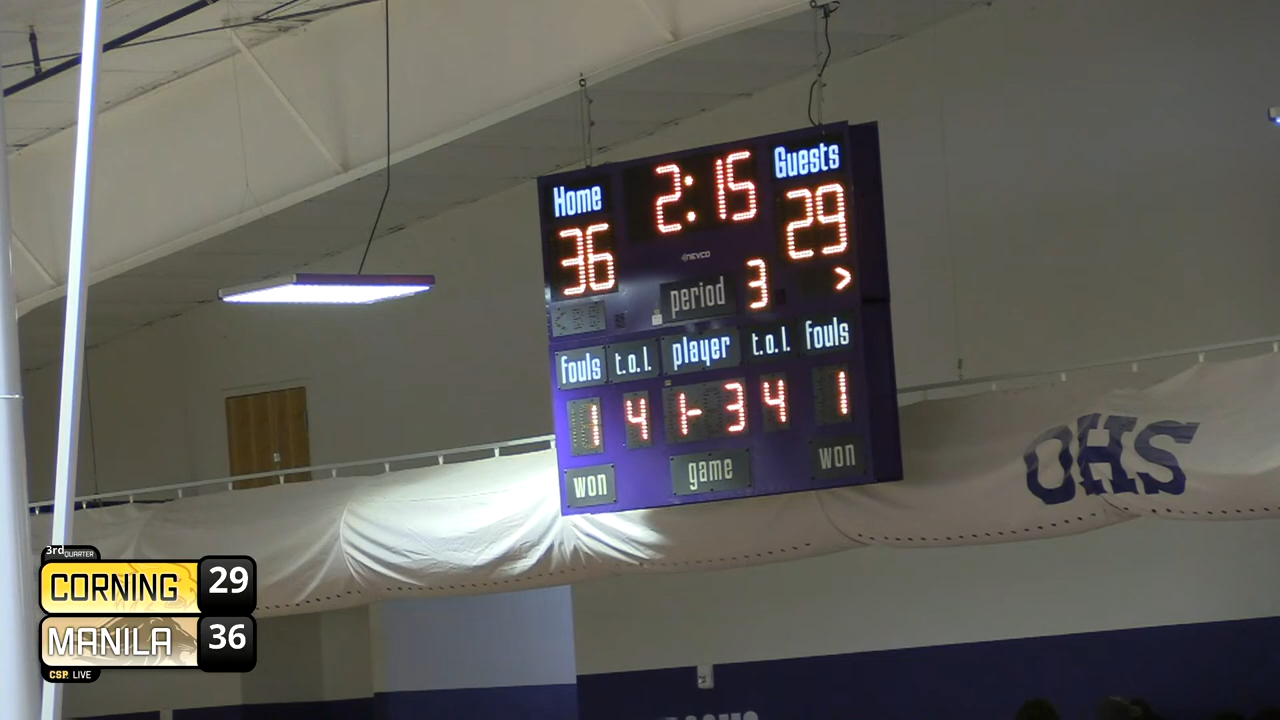 2:15
Home
Guests
36
29
NEVCO
period
3
>
fouls
t.o.l.
player
t.o.l.
fouls
1
4
1-3
4
1
won
game
won
OHS
3rd QUARTER
CORNING
29
MANILA
36
CSP. LIVE